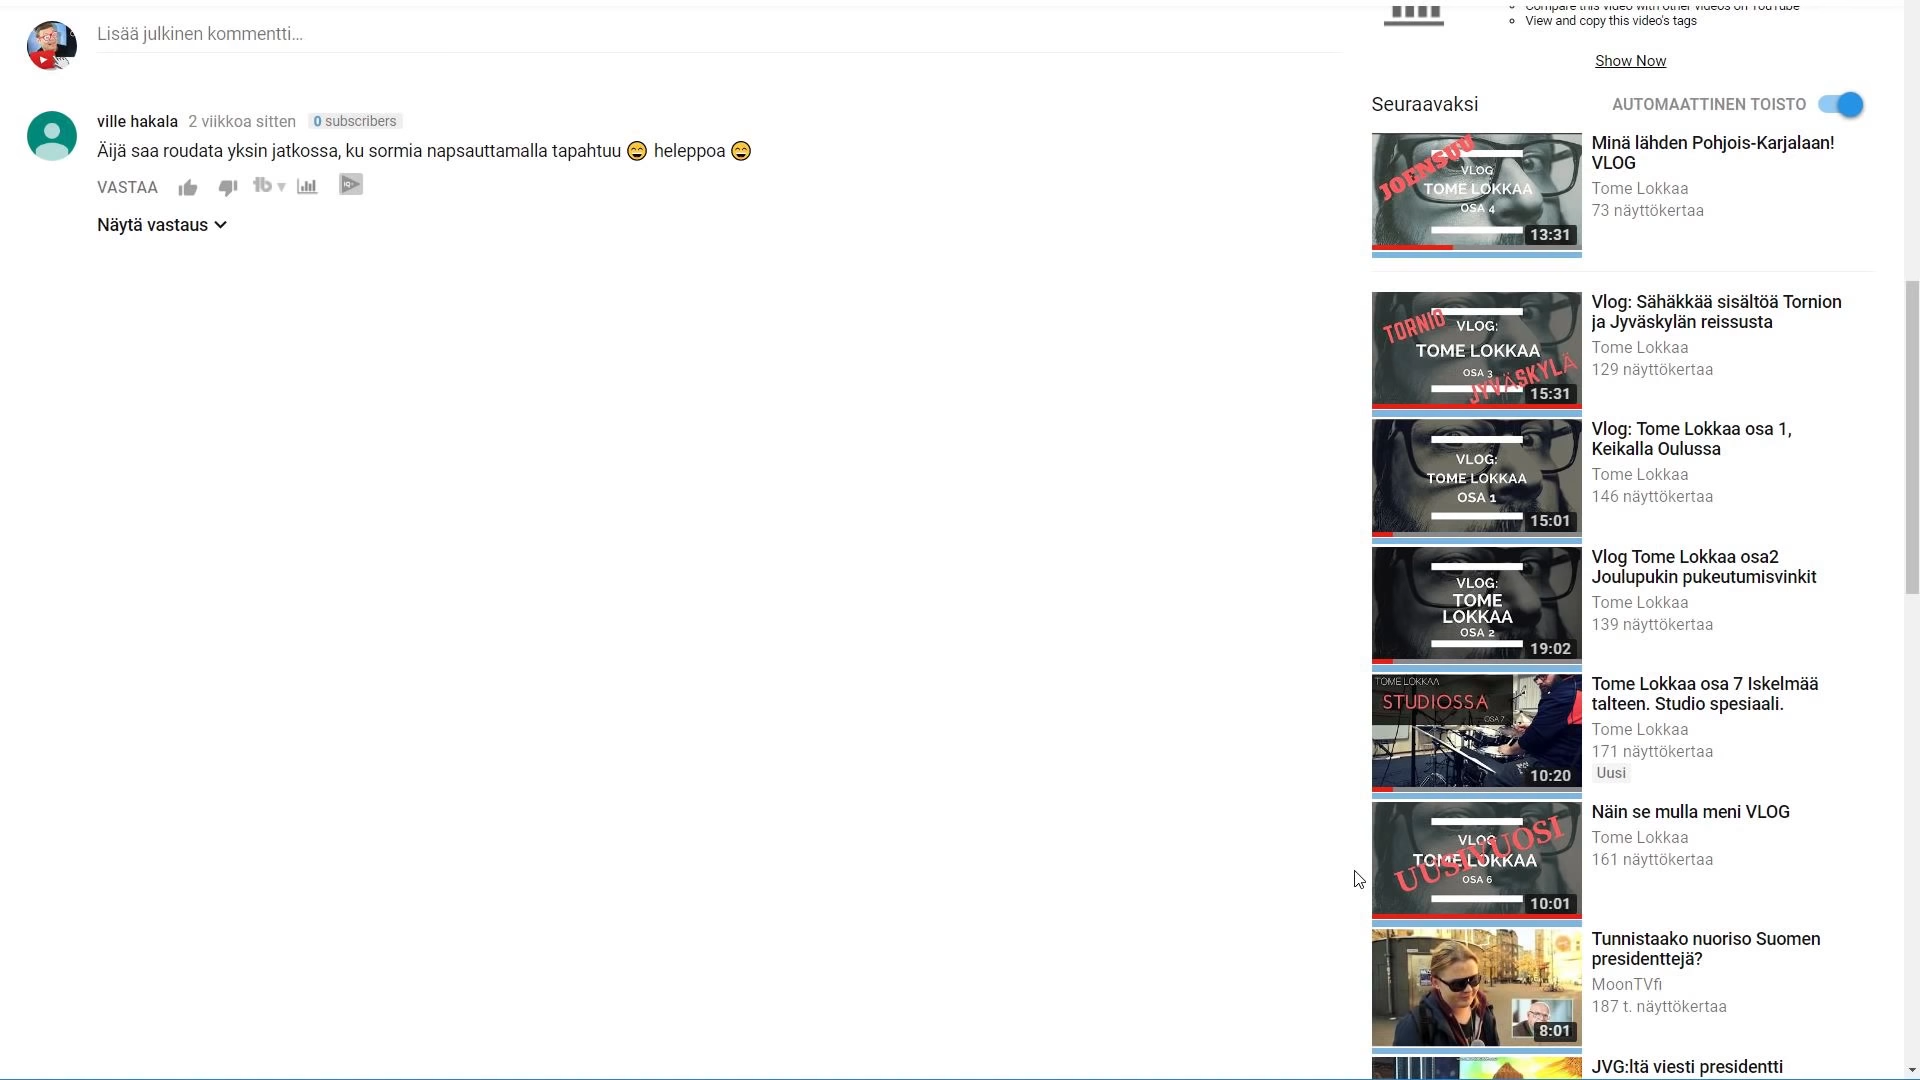 Lisää julkinen kommentti...
ville hakala 2 viikkoa sitten 0 subscribers
Äijä saa roudata yksin jatkossa, ku sormia napsauttamalla tapahtuu 😄 heleppoa 😄
VASTAA
Näytä vastaus
Compare this video with other videos on YouTube
View and copy this video's tags
Show Now
Seuraavaksi
AUTOMAATTINEN TOISTO
JOENSUU
VLOG
TOME LOKKAA
OSA 4
13:31
Minä lähden Pohjois-Karjalaan!
VLOG
Tome Lokkaa
73 näyttökertaa
TORNIO
VLOG:
TOME LOKKAA
OSA 3
JYVÄSKYLÄ
15:31
Vlog: Sähäkkää sisältöä Tornion
ja Jyväskylän reissusta
Tome Lokkaa
129 näyttökertaa
VLOG:
TOME LOKKAA
OSA 1
15:01
Vlog: Tome Lokkaa osa 1,
Keikalla Oulussa
Tome Lokkaa
146 näyttökertaa
VLOG:
TOME
LOKKAA
OSA 2
19:02
Vlog Tome Lokkaa osa2
Joulupukin pukeutumisvinkit
Tome Lokkaa
139 näyttökertaa
TOME LOKKAA
STUDIOSSA
OSA 7
10:20
Tome Lokkaa osa 7 Iskelmää
talteen. Studio spesiaali.
Tome Lokkaa
171 näyttökertaa
Uusi
VLOG
UUSIVUOSI
TOME LOKKAA
OSA 6
10:01
Näin se mulla meni VLOG
Tome Lokkaa
161 näyttökertaa
8:01
Tunnistaako nuoriso Suomen
presidenttejä?
MoonTVfi
187 t. näyttökertaa
JVG:ltä viesti presidentti